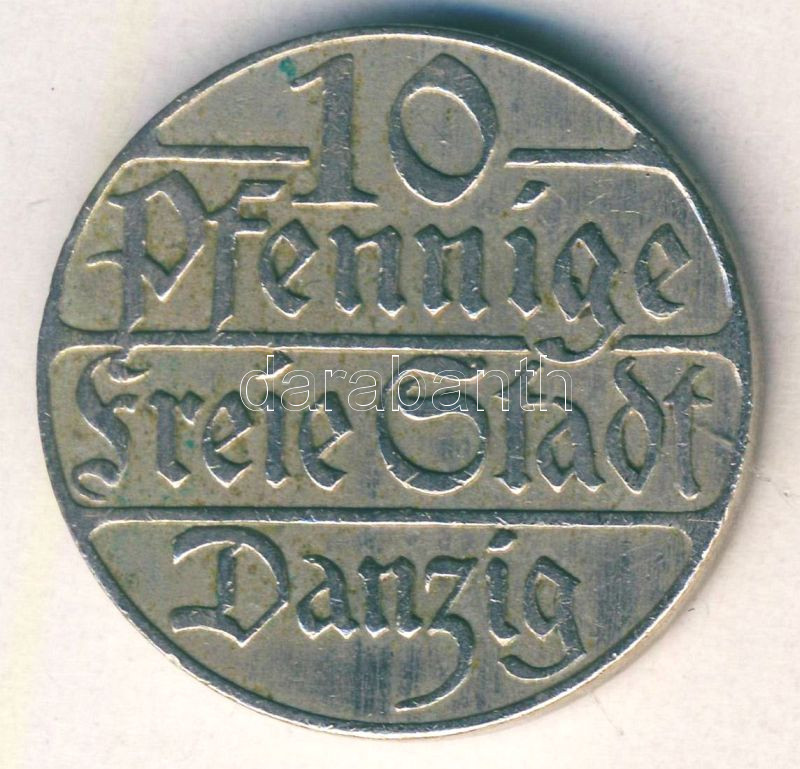 10
Pfennige
Freie Stadt
darabanth
Danzig